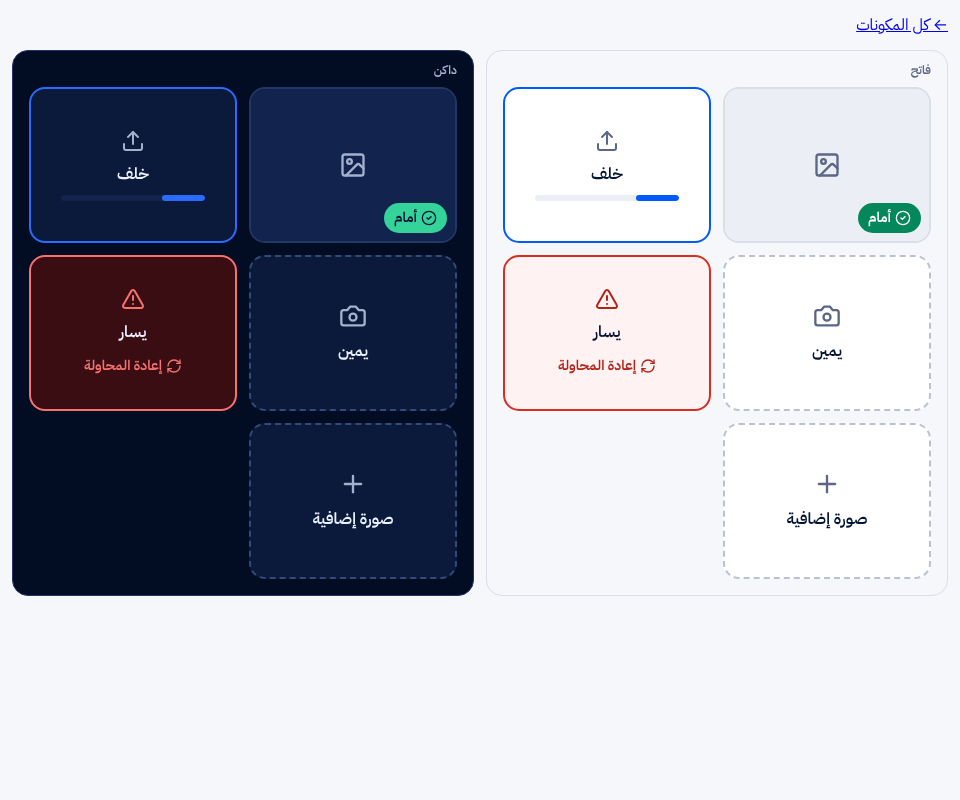 ← كل المكونات
فاتح
أمام
خلف
يمين
يسار
إعادة المحاولة
صورة إضافية
داكن
أمام
خلف
يمين
يسار
إعادة المحاولة
صورة إضافية